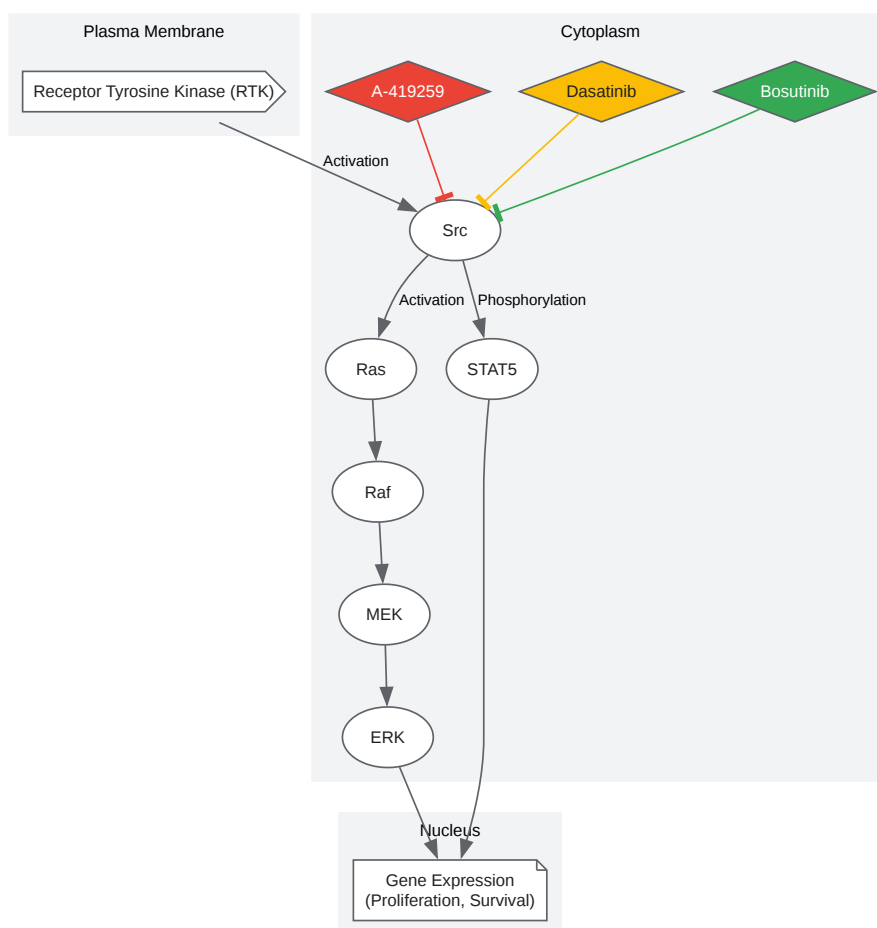 Plasma Membrane
Cytoplasm
Receptor Tyrosine Kinase (RTK)
A-419259
Dasatinib
Bosutinib
Activation
Src
Activation
Phosphorylation
Ras
STAT5
Raf
MEK
ERK
Nucleus
Gene Expression
(Proliferation, Survival)